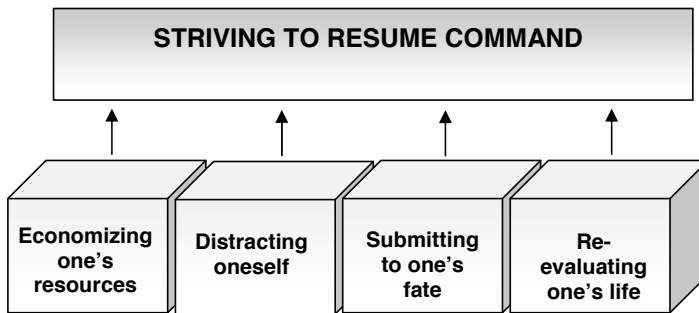 STRIVING TO RESUME COMMAND
Economizing
one’s
resources
Distracting
oneself
Submitting
to one’s
fate
Re-
evaluating
one’s life